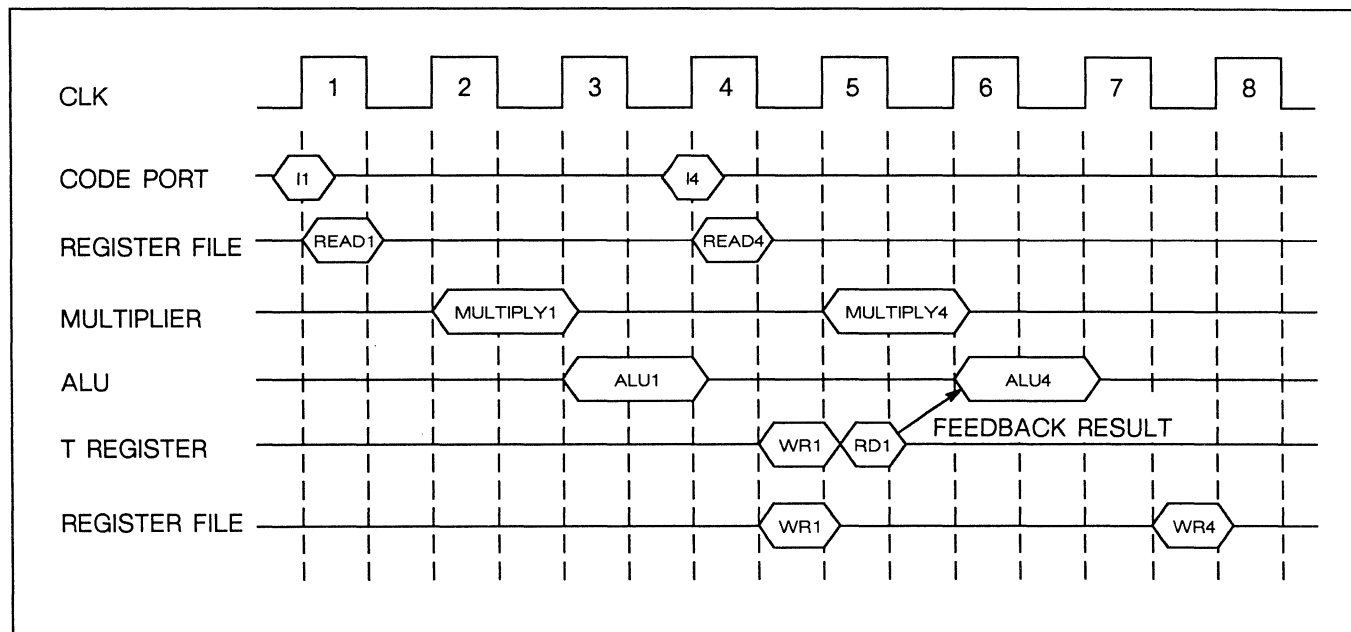 CLK 1 2 3 4 5 6 7 8
CODE PORT I1 I4
REGISTER FILE READ1 READ4
MULTIPLIER MULTIPLY1 MULTIPLY4
ALU ALU1 ALU4
FEEDBACK RESULT
T REGISTER WR1 RD1
REGISTER FILE WR1 WR4